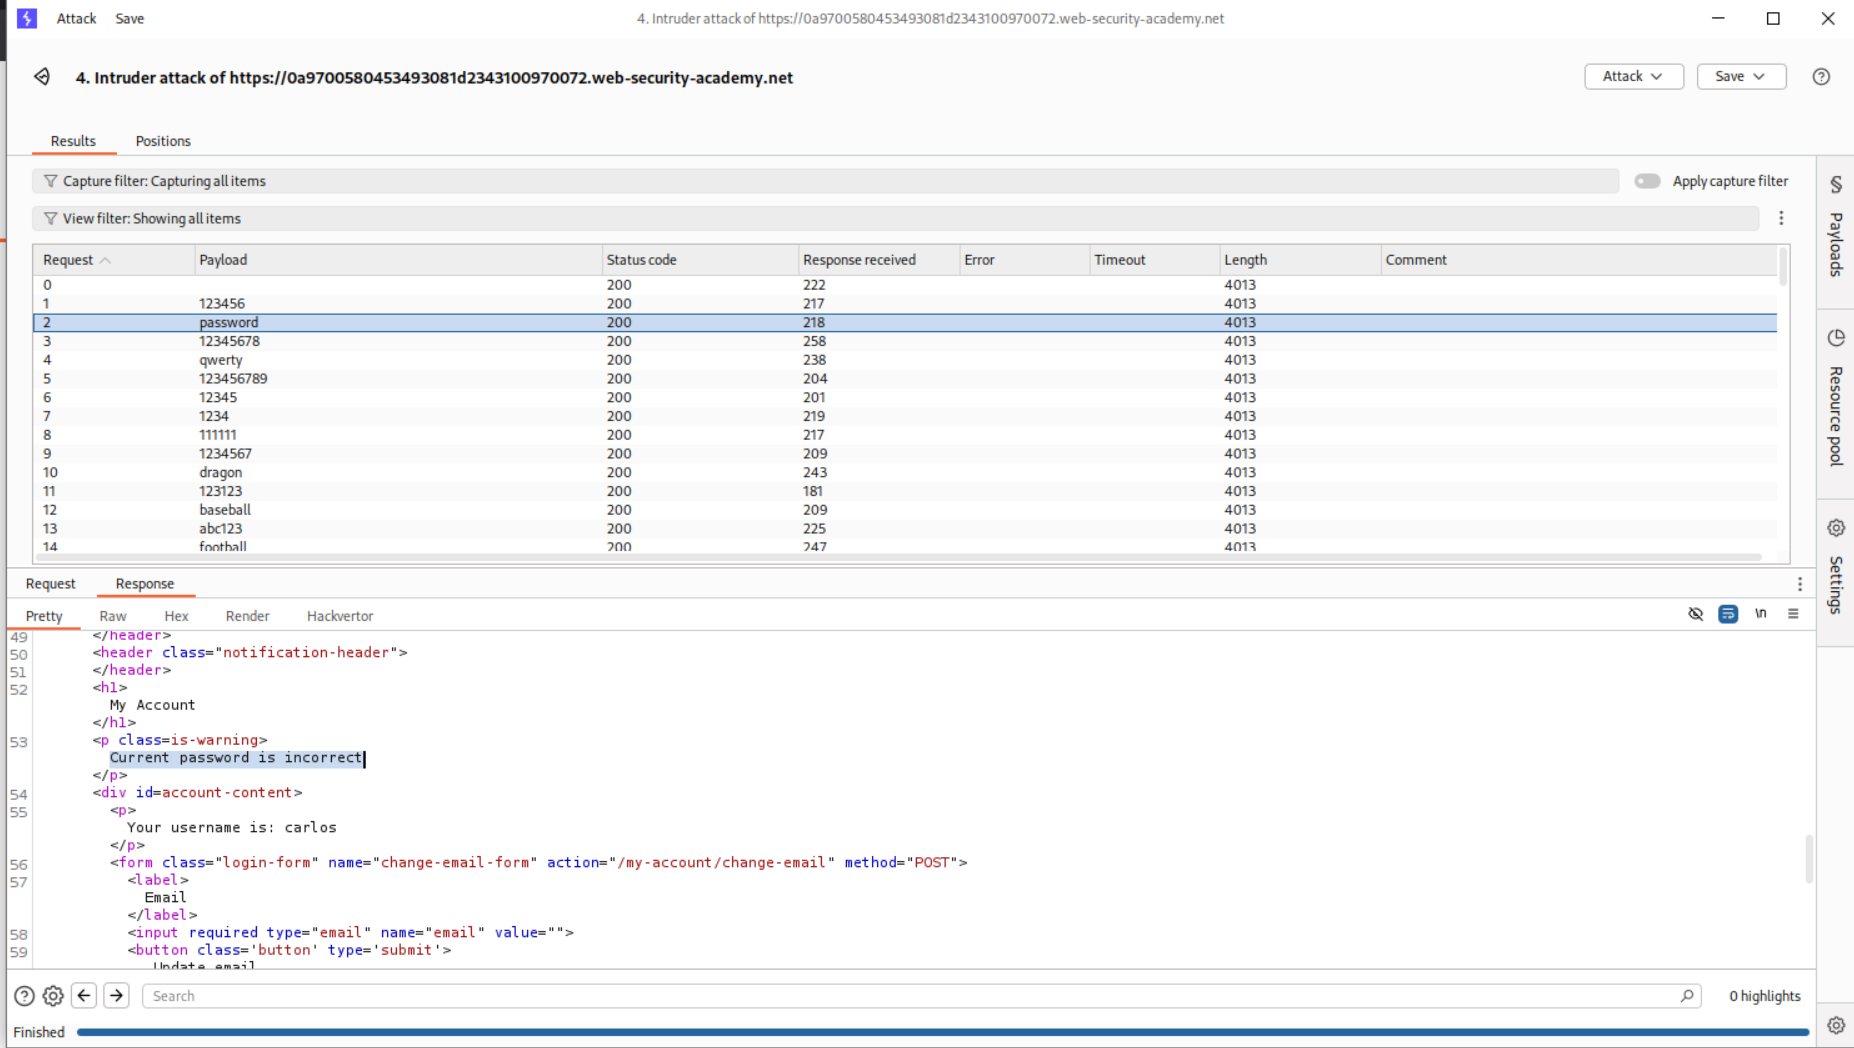 Attack Save 4. Intruder attack of https://0a9700580453493081d2343100970072.web-security-academy.net
4. Intruder attack of https://0a9700580453493081d2343100970072.web-security-academy.net Attack Save
Results Positions
Capture filter: Capturing all items Apply capture filter
View filter: Showing all items
Request Payload Status code Response received Error Timeout Length Comment
0 200 222 4013
1 123456 200 217 4013
2 password 200 218 4013
3 12345678 200 258 4013
4 qwerty 200 238 4013
5 123456789 200 204 4013
6 12345 200 201 4013
7 1234 200 219 4013
8 111111 200 217 4013
9 1234567 200 209 4013
10 dragon 200 243 4013
11 123123 200 181 4013
12 baseball 200 209 4013
13 abc123 200 225 4013
14 football 200 247 4013
Request Response
Pretty Raw Hex Render Hackvertor \n
49 </header>
50 <header class="notification-header">
51 </header>
52 <h1>
My Account
</h1>
53 <p class=is-warning>
Current password is incorrect
</p>
54 <div id=account-content>
55 <p>
Your username is: carlos
</p>
56 <form class="login-form" name="change-email-form" action="/my-account/change-email" method="POST">
57 <label>
Email
</label>
58 <input required type="email" name="email" value="">
59 <button class='button' type='submit'>
Update email
Search 0 highlights
Finished
Payloads
Resource pool
Settings